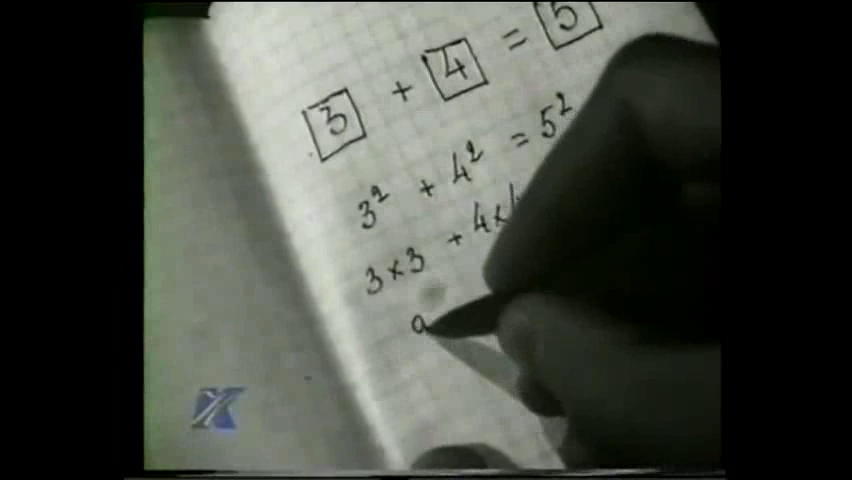 3 + 4 = 5
3² + 4² = 5²
3 × 3 + 4 ×